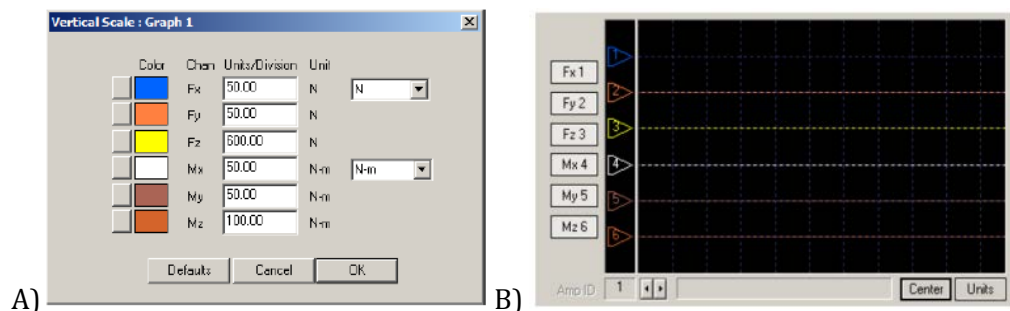 Vertical Scale : Graph 1
Color Chan Units/Division Unit
Fx 50.00 N N
Fy 50.00 N
Fz 600.00 N
Mx 50.00 N-m N-m
My 50.00 N-m
Mz 100.00 N-m
Defaults Cancel OK
A)
Fx 1
Fy 2
Fz 3
Mx 4
My 5
Mz 6
1
2
3
4
5
6
Amp ID 1 Center Units
B)